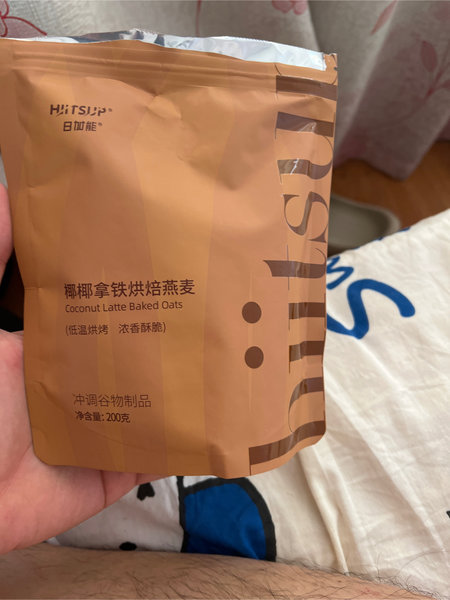 HiiTSUP®
日加能®
椰椰拿铁烘焙燕麦
Coconut Latte Baked Oats
(低温烘烤 浓香酥脆)
冲调谷物制品
净含量: 200克
hiitsup